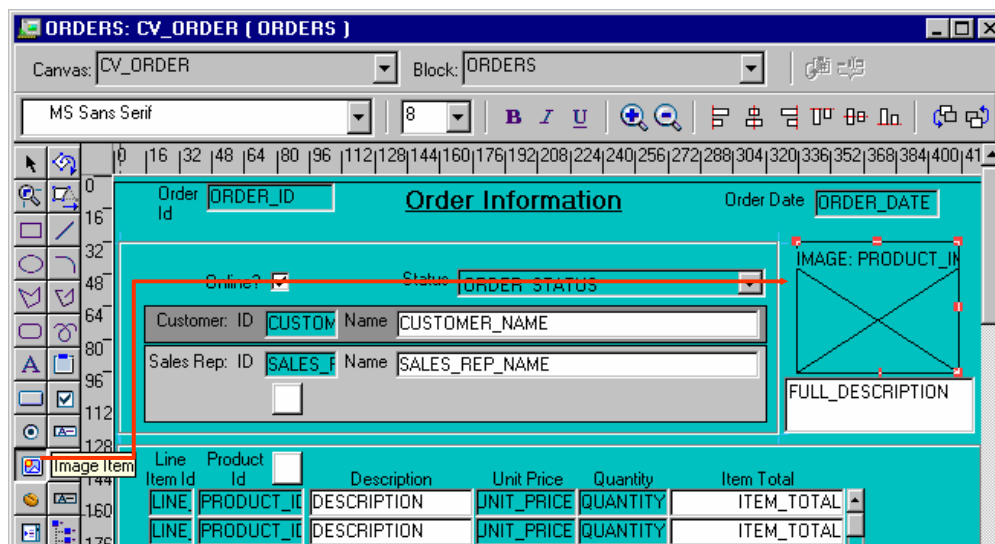 ORDERS: CV_ORDER ( ORDERS )
Canvas: CV_ORDER Block: ORDERS
MS Sans Serif 8 B I U
0 16 32 48 64 80 96 112 128 144 160 176 192 208 224 240 256 272 288 304 320 336 352 368 384 400 41
0
16
32
48
64
80
96
112
128
144
160
176
Order Id ORDER_ID Order Information Order Date ORDER_DATE
Online? Status ORDER_STATUS
IMAGE: PRODUCT_IM
Customer: ID CUSTOM Name CUSTOMER_NAME
Sales Rep: ID SALES_R Name SALES_REP_NAME
FULL_DESCRIPTION
A
Image Item
Line Item Id Product Id Description Unit Price Quantity Item Total
LINE_ PRODUCT_ID DESCRIPTION UNIT_PRICE QUANTITY ITEM_TOTAL
LINE_ PRODUCT_ID DESCRIPTION UNIT_PRICE QUANTITY ITEM_TOTAL